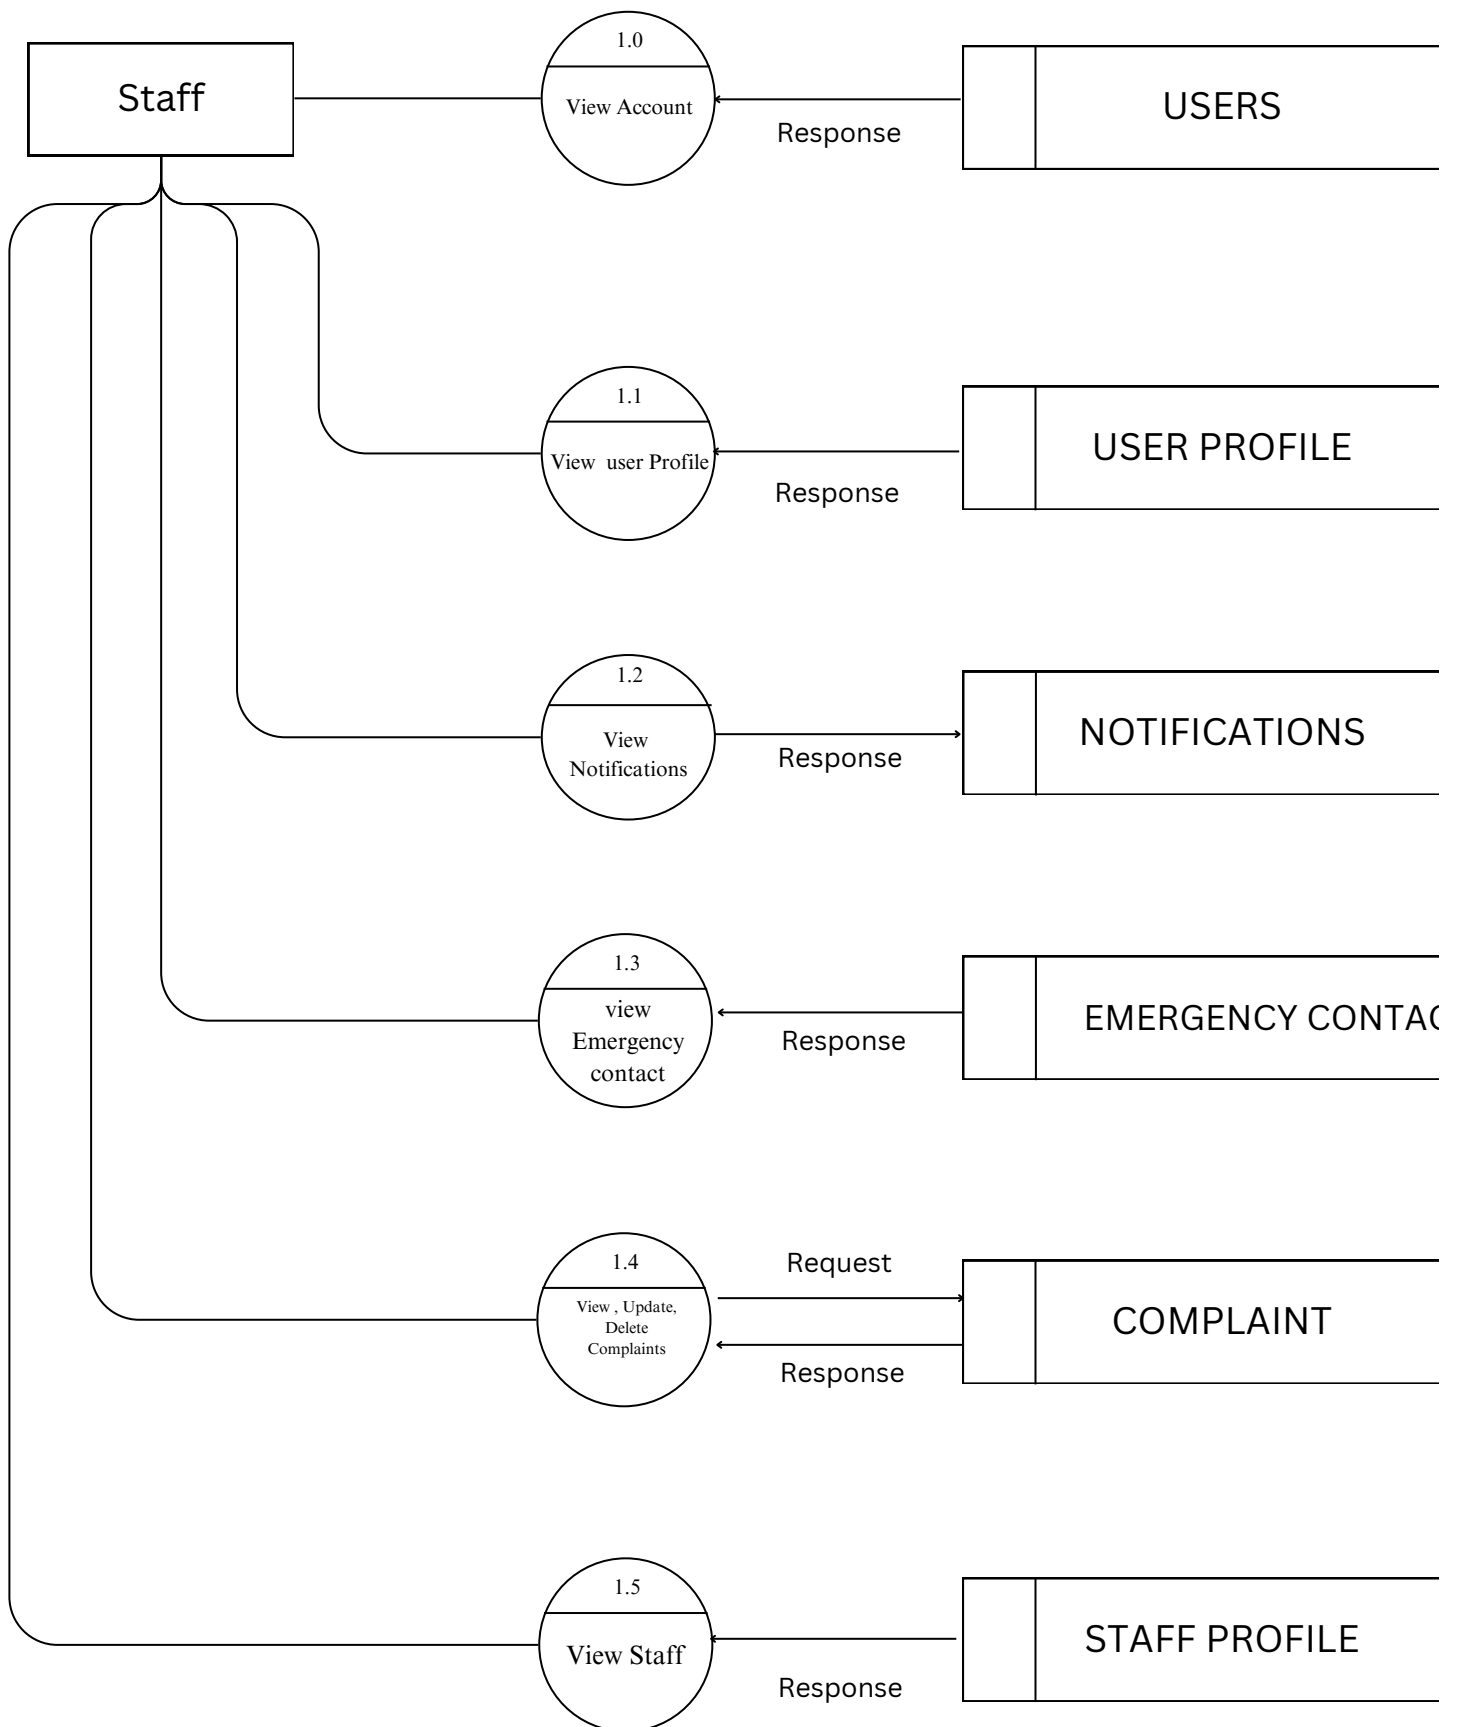 Staff
1.0
View Account
Response
USERS
1.1
View user Profile
Response
USER PROFILE
1.2
View
Notifications
Response
NOTIFICATIONS
1.3
view
Emergency
contact
Response
EMERGENCY CONTAC
1.4
View , Update,
Delete
Complaints
Request
Response
COMPLAINT
1.5
View Staff
Response
STAFF PROFILE